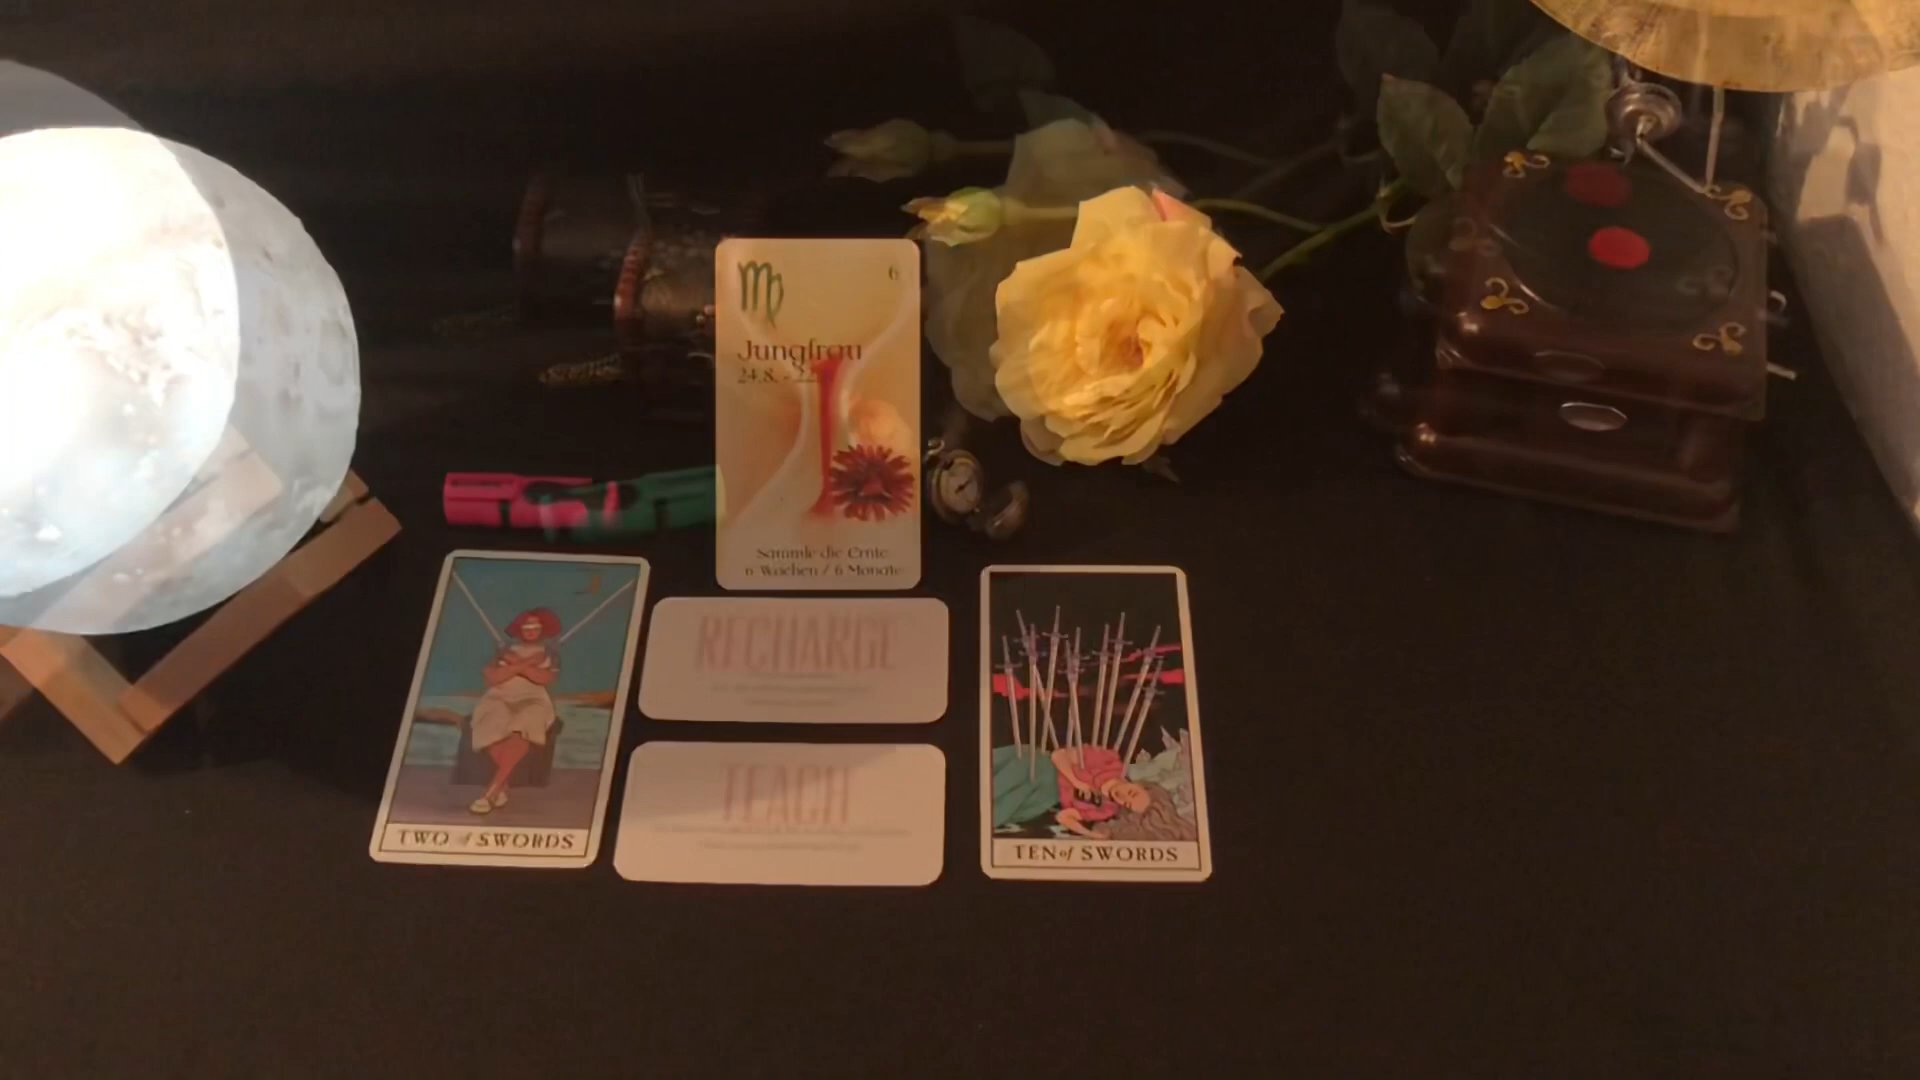 6
Jungfrau
24.8. - 22
Sammle die Ernte
6 Wochen / 6 Monate
RECHARGE
TEACH
TWO of SWORDS
TEN of SWORDS